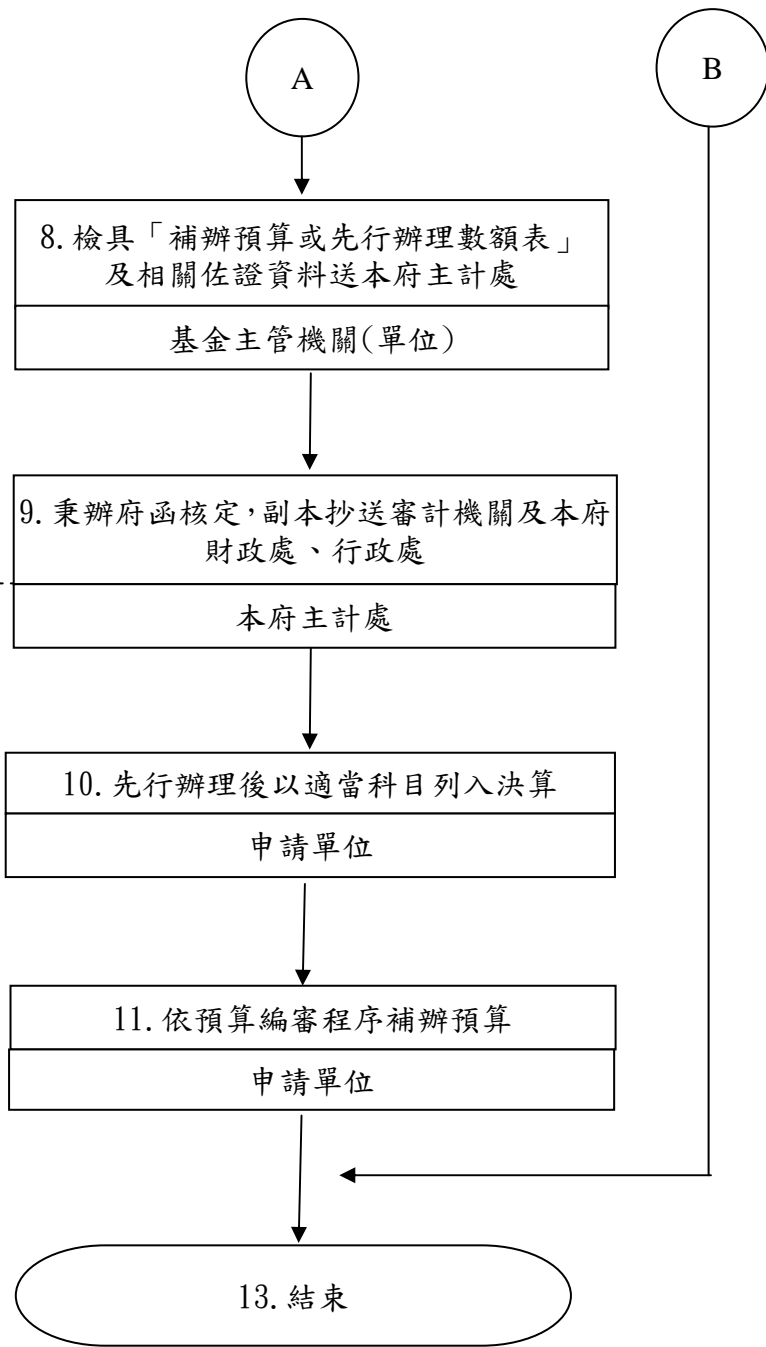 A
B
8.檢具「補辦預算或先行辦理數額表」
及相關佐證資料送本府主計處
基金主管機關(單位)
9.秉辦府函核定,副本抄送審計機關及本府
財政處、行政處
本府主計處
10.先行辦理後以適當科目列入決算
申請單位
11.依預算編審程序補辦預算
申請單位
13.結束